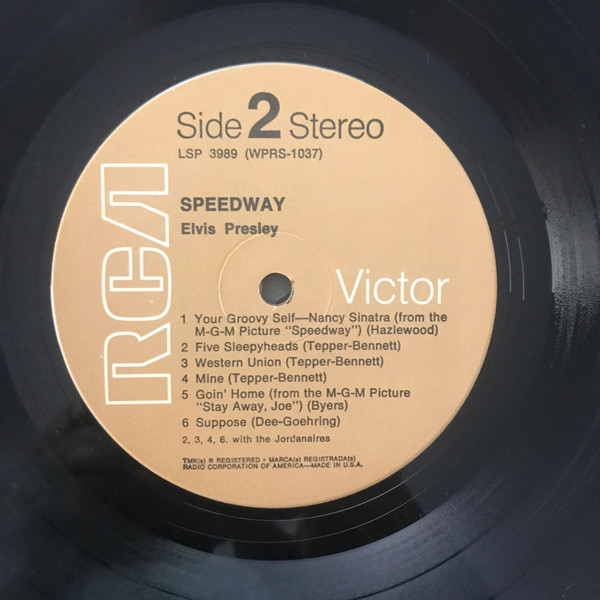 Side 2 Stereo
LSP 3989 (WPRS-1037)
SPEEDWAY
Elvis Presley
RCA
Victor
1 Your Groovy Self—Nancy Sinatra (from the
M-G-M Picture "Speedway") (Hazlewood)
2 Five Sleepyheads (Tepper-Bennett)
3 Western Union (Tepper-Bennett)
4 Mine (Tepper-Bennett)
5 Goin' Home (from the M-G-M Picture
"Stay Away, Joe") (Byers)
6 Suppose (Dee-Goehring)
2, 3, 4, 6. with the Jordanaires
TMK(s) ® REGISTERED • MARCA(s) REGISTRADA(s)
RADIO CORPORATION OF AMERICA—MADE IN U.S.A.